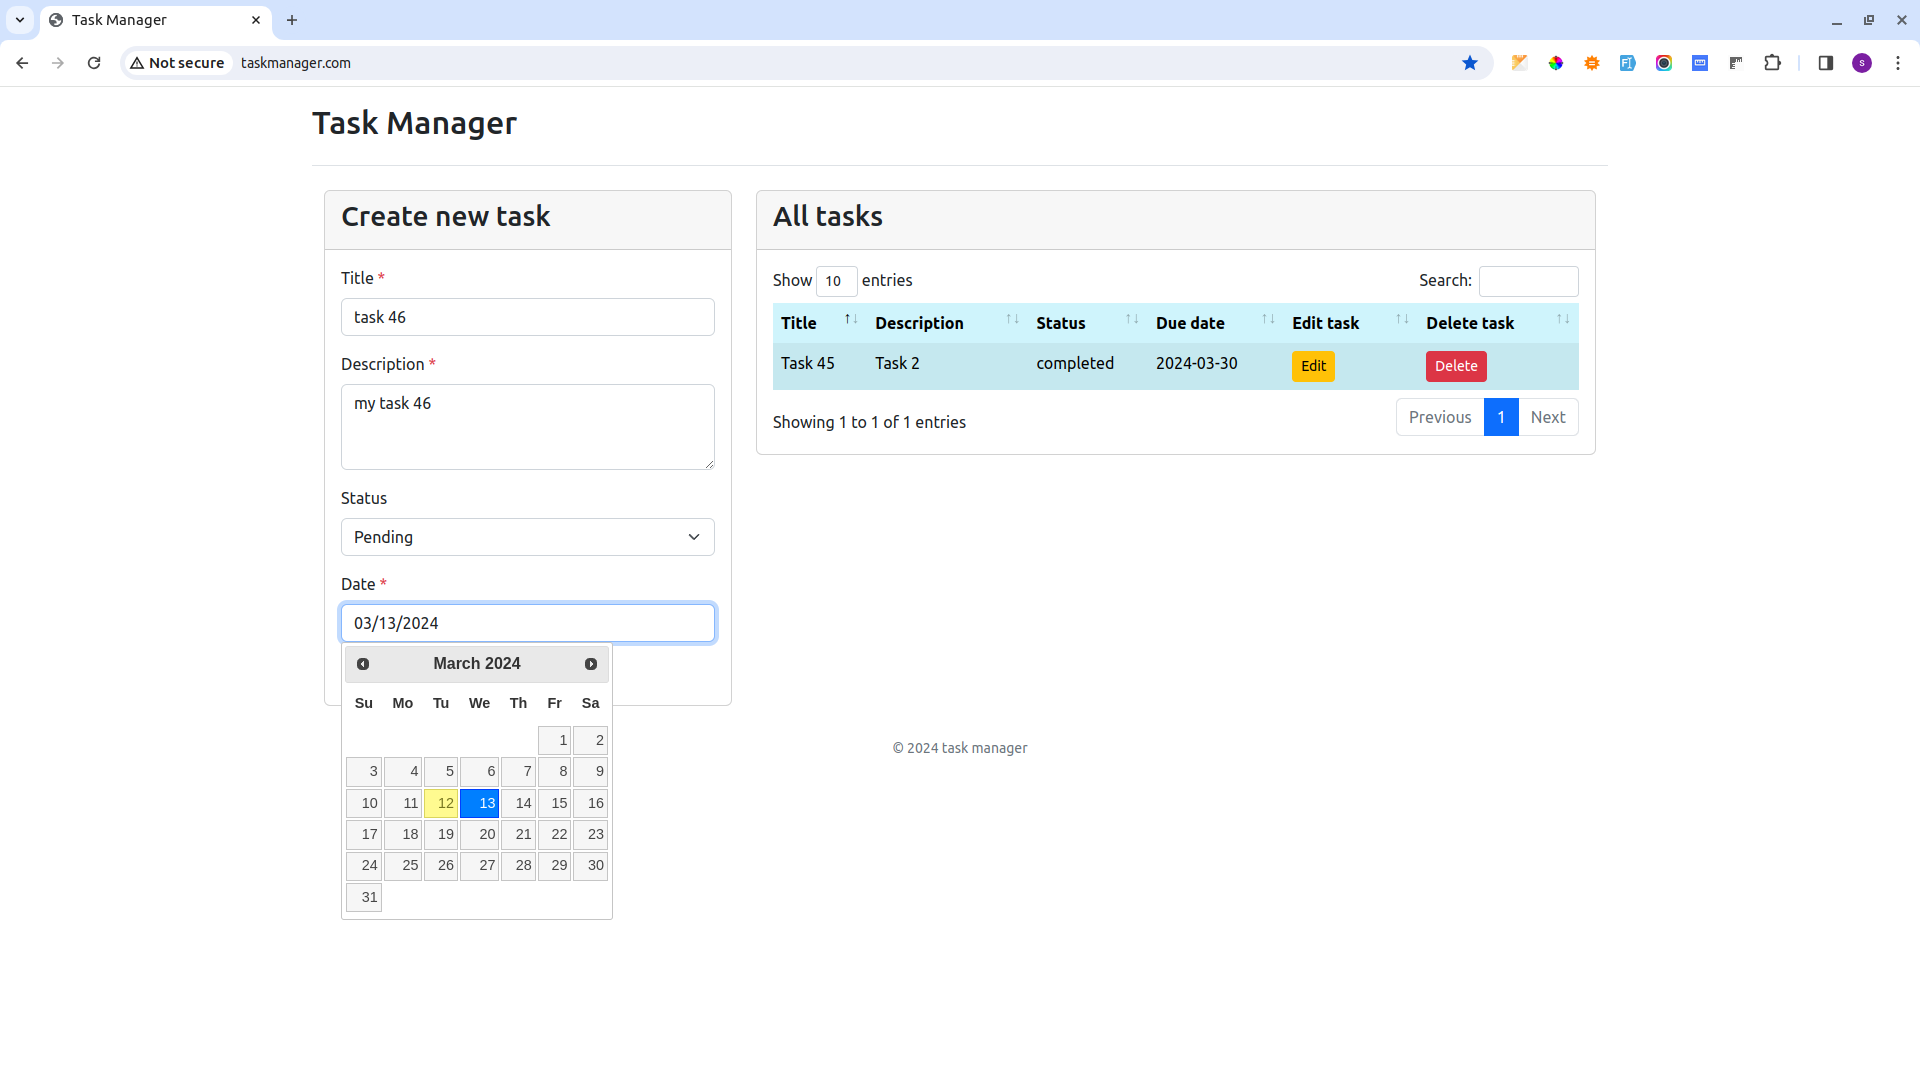 Task Manager
Not secure
taskmanager.com
S
Task Manager
Create new task
Title *
task 46
Description *
my task 46
Status
Pending
Date *
03/13/2024
March 2024
Su Mo Tu We Th Fr Sa
1 2
3 4 5 6 7 8 9
10 11 12 13 14 15 16
17 18 19 20 21 22 23
24 25 26 27 28 29 30
31
All tasks
Show 10 entries
Search:
Title Description Status Due date Edit task Delete task
Task 45 Task 2 completed 2024-03-30 Edit Delete
Showing 1 to 1 of 1 entries
Previous 1 Next
© 2024 task manager